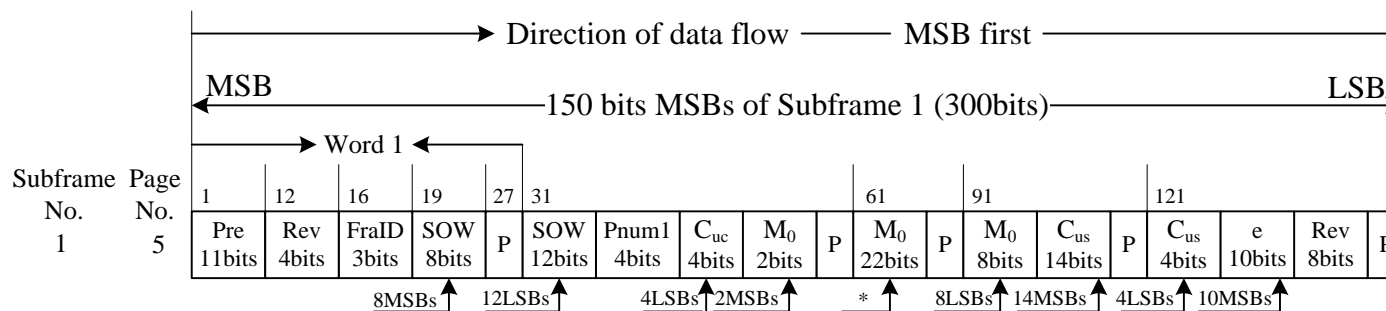 Direction of data flow MSB first
MSB LSB
150 bits MSBs of Subframe 1 (300bits)
Word 1
Subframe Page
No. No.
1 5
1 12 16 19 27 31 61 91 121
Pre Rev FraID SOW P SOW Pnum1 Cuc M0 P M0 P M0 Cus P Cus e Rev
11bits 4bits 3bits 8bits 12bits 4bits 4bits 2bits 22bits 8bits 14bits 4bits 10bits 8bits
8MSBs 12LSBs 4LSBs 2MSBs * 8LSBs 14MSBs 4LSBs 10MSBs